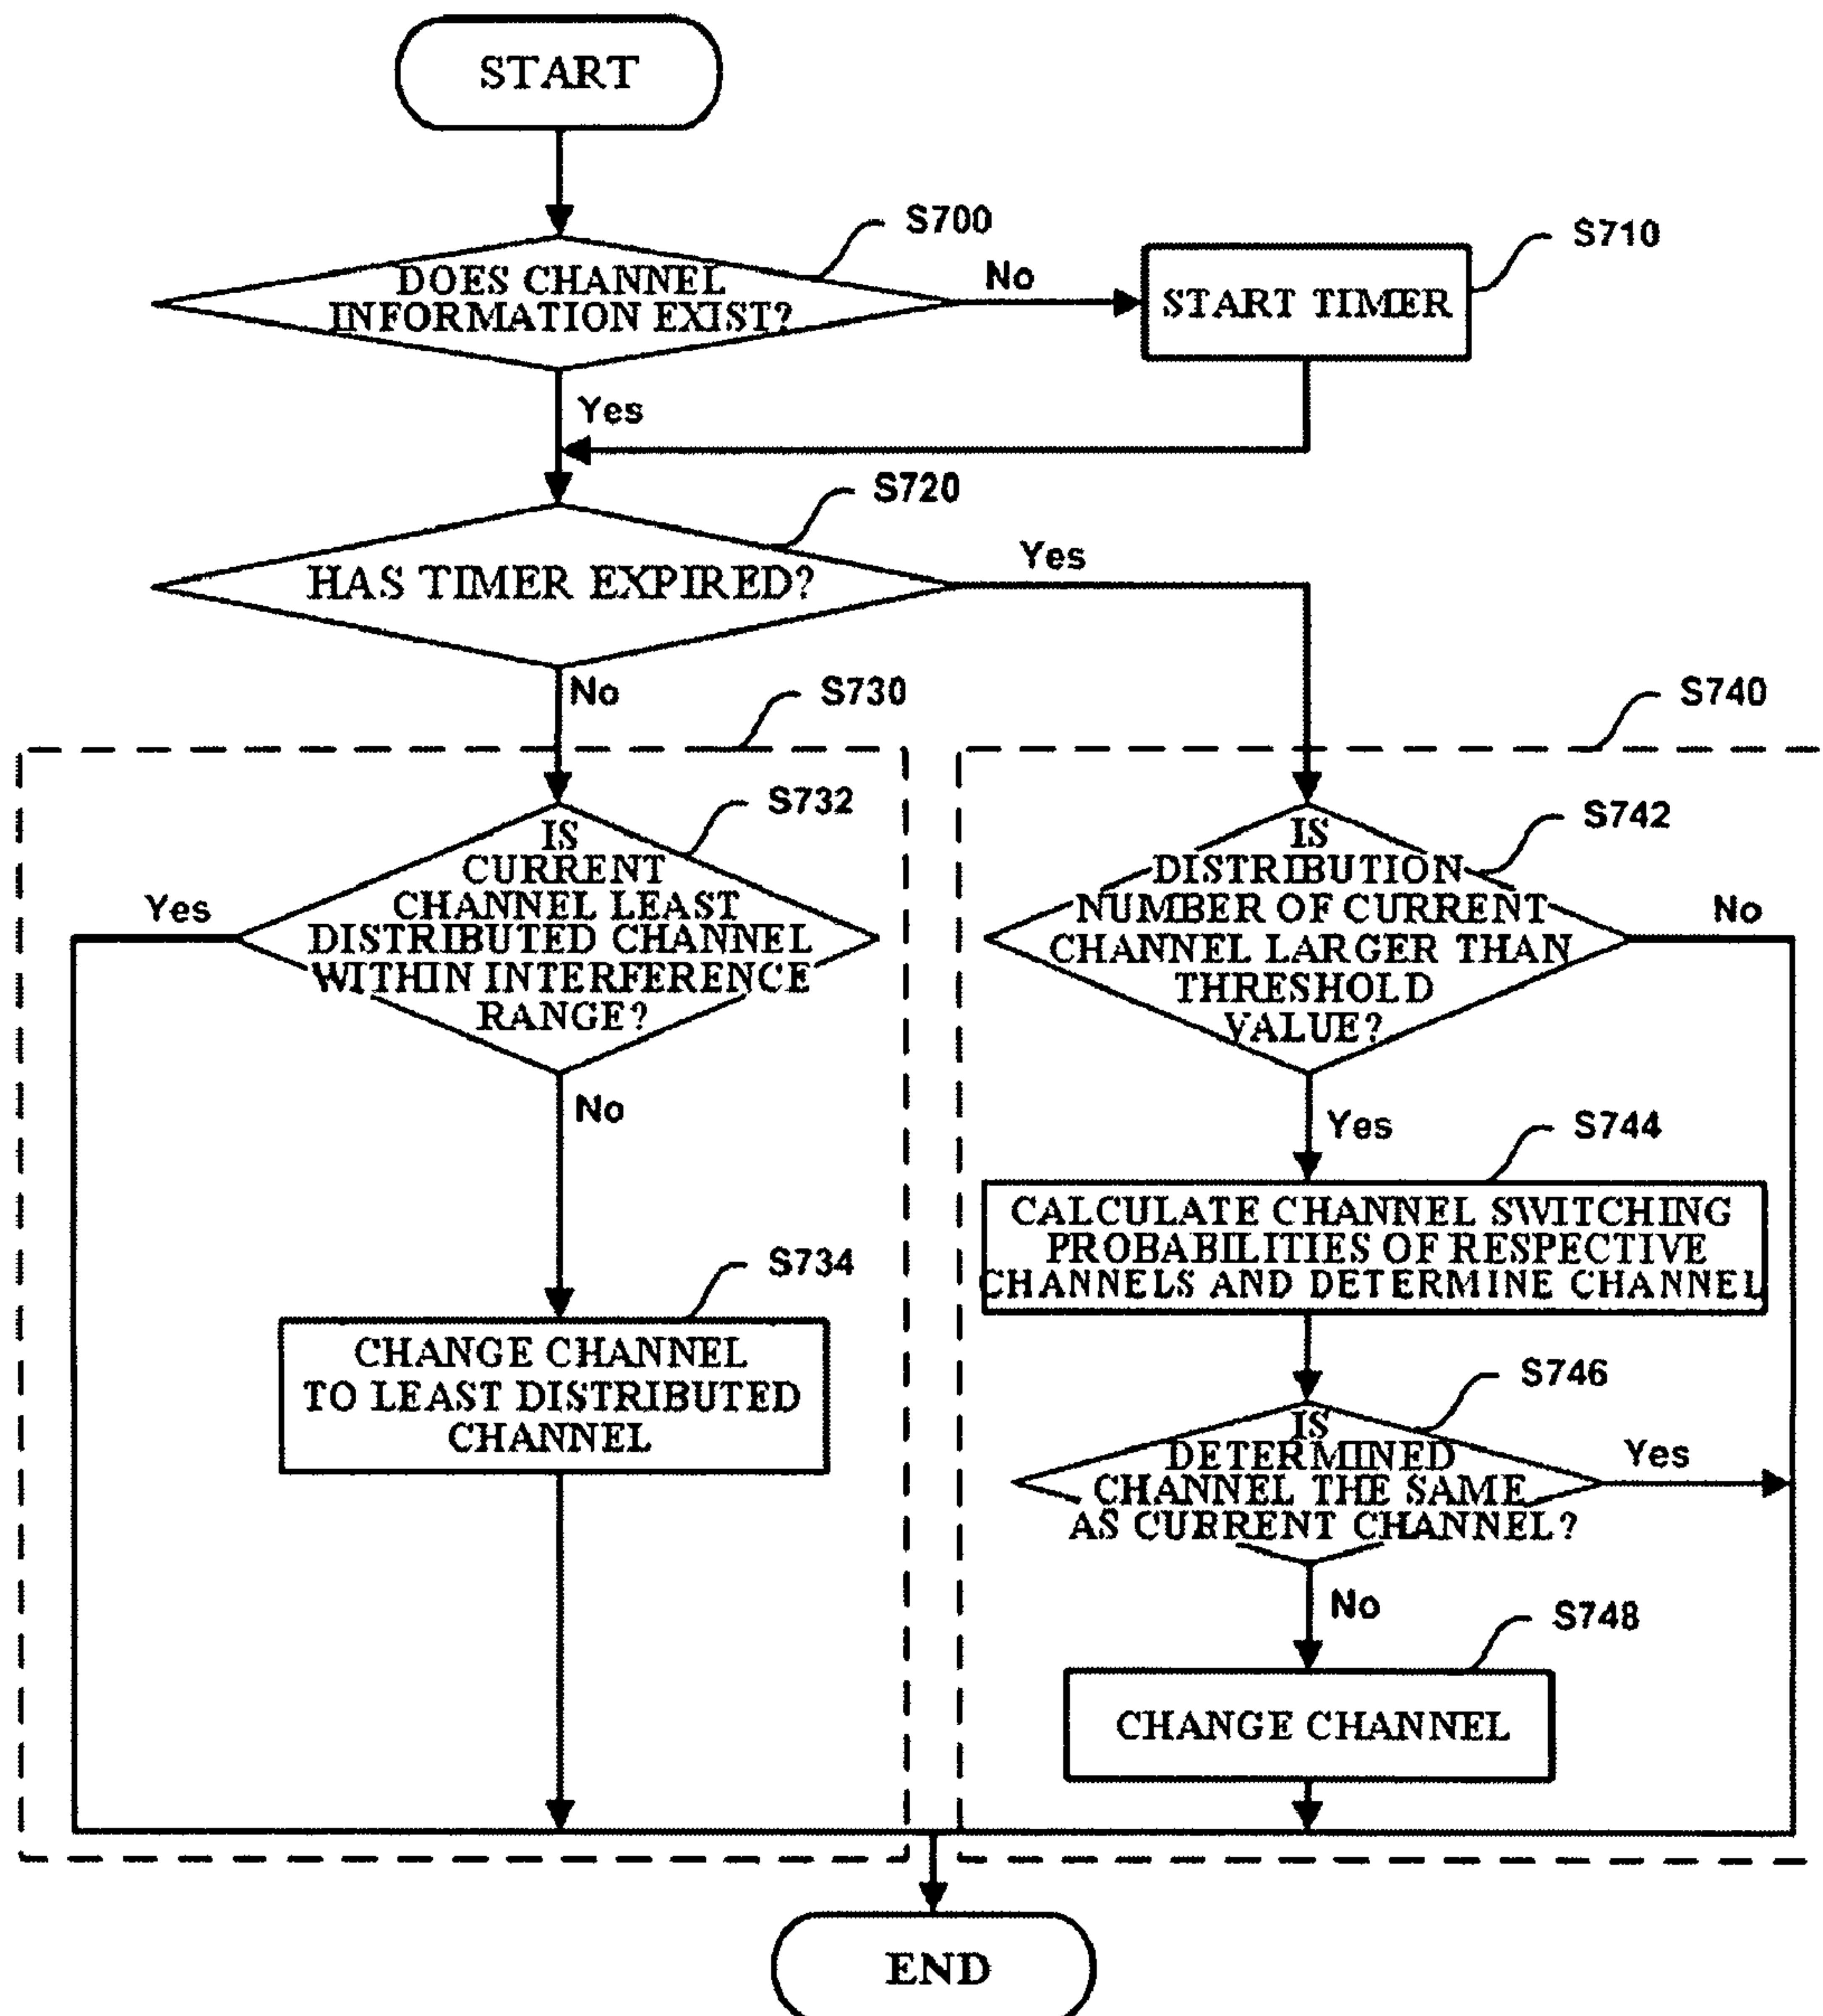 START
S700
DOES CHANNEL
INFORMATION EXIST?
No
S710
START TIMER
Yes
S720
HAS TIMER EXPIRED?
Yes
No
S730
S740
S732
IS
CURRENT
CHANNEL LEAST
DISTRIBUTED CHANNEL
WITHIN INTERFERENCE
RANGE?
Yes
No
S734
CHANGE CHANNEL
TO LEAST DISTRIBUTED
CHANNEL
S742
IS
DISTRIBUTION
NUMBER OF CURRENT
CHANNEL LARGER THAN
THRESHOLD
VALUE?
No
Yes
S744
CALCULATE CHANNEL SWITCHING
PROBABILITIES OF RESPECTIVE
CHANNELS AND DETERMINE CHANNEL
S746
IS
DETERMINED
CHANNEL THE SAME
AS CURRENT CHANNEL?
Yes
No
S748
CHANGE CHANNEL
END